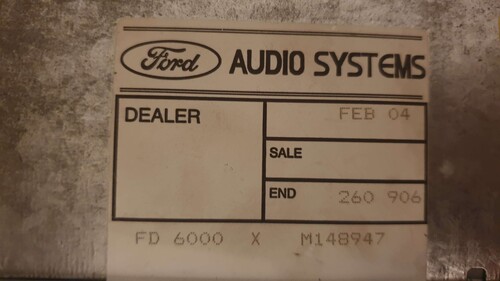 Ford AUDIO SYSTEMS
DEALER
FEB 04
SALE
END 260 906
FD 6000 X M148947